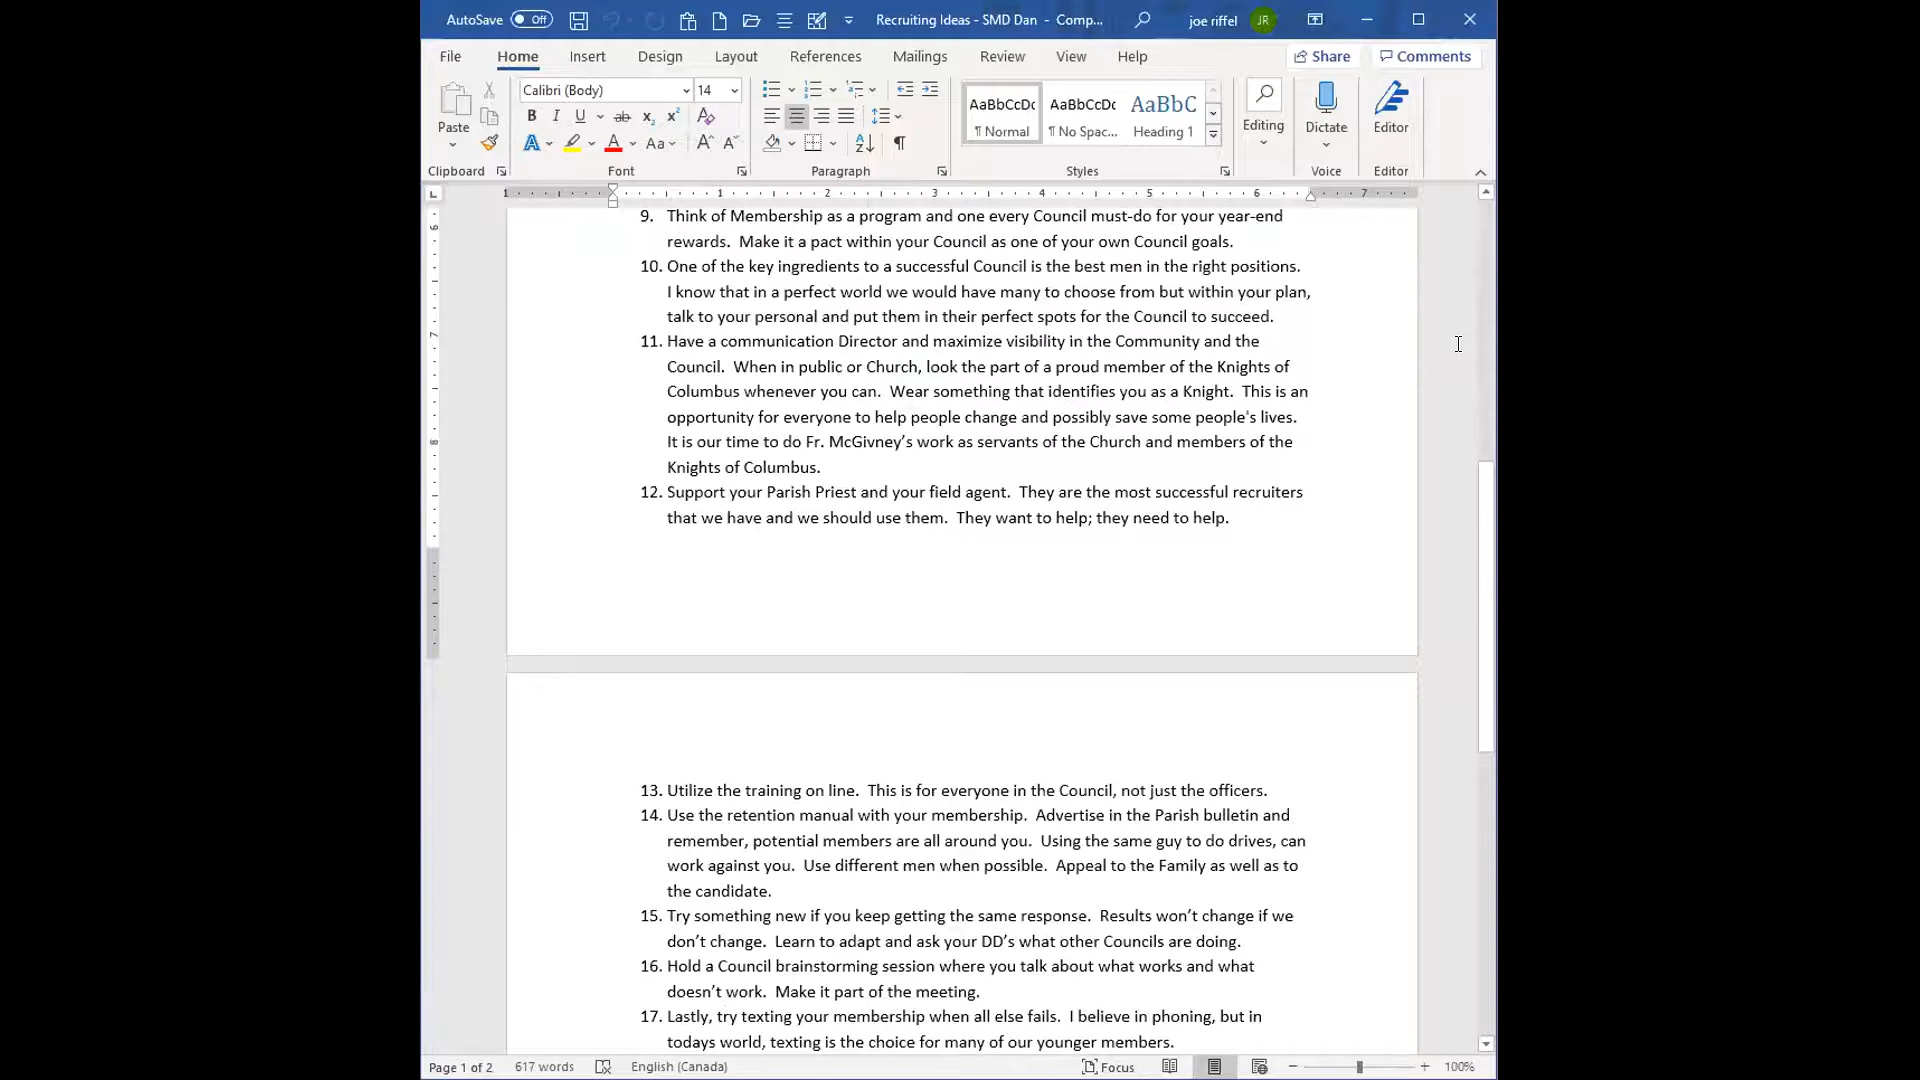 AutoSave Off Recruiting Ideas - SMD Dan - Comp... joe riffel JR
File Home Insert Design Layout References Mailings Review View Help Share Comments
Calibri (Body) 14
AaBbCcDc AaBbCcDc AaBbC
Paste B I U ab x₂ x² A ¶ Normal ¶ No Spac... Heading 1 Editing Dictate Editor
A A Aa A A A Z ¶
Clipboard Font Paragraph Styles Voice Editor
1 1 2 3 4 5 6 7
9. Think of Membership as a program and one every Council must-do for your year-end
rewards. Make it a pact within your Council as one of your own Council goals.
10. One of the key ingredients to a successful Council is the best men in the right positions.
I know that in a perfect world we would have many to choose from but within your plan,
talk to your personal and put them in their perfect spots for the Council to succeed.
11. Have a communication Director and maximize visibility in the Community and the
Council. When in public or Church, look the part of a proud member of the Knights of
Columbus whenever you can. Wear something that identifies you as a Knight. This is an
opportunity for everyone to help people change and possibly save some people's lives.
It is our time to do Fr. McGivney’s work as servants of the Church and members of the
Knights of Columbus.
12. Support your Parish Priest and your field agent. They are the most successful recruiters
that we have and we should use them. They want to help; they need to help.
13. Utilize the training on line. This is for everyone in the Council, not just the officers.
14. Use the retention manual with your membership. Advertise in the Parish bulletin and
remember, potential members are all around you. Using the same guy to do drives, can
work against you. Use different men when possible. Appeal to the Family as well as to
the candidate.
15. Try something new if you keep getting the same response. Results won’t change if we
don’t change. Learn to adapt and ask your DD’s what other Councils are doing.
16. Hold a Council brainstorming session where you talk about what works and what
doesn’t work. Make it part of the meeting.
17. Lastly, try texting your membership when all else fails. I believe in phoning, but in
todays world, texting is the choice for many of our younger members.
Page 1 of 2 617 words English (Canada) Focus 100%